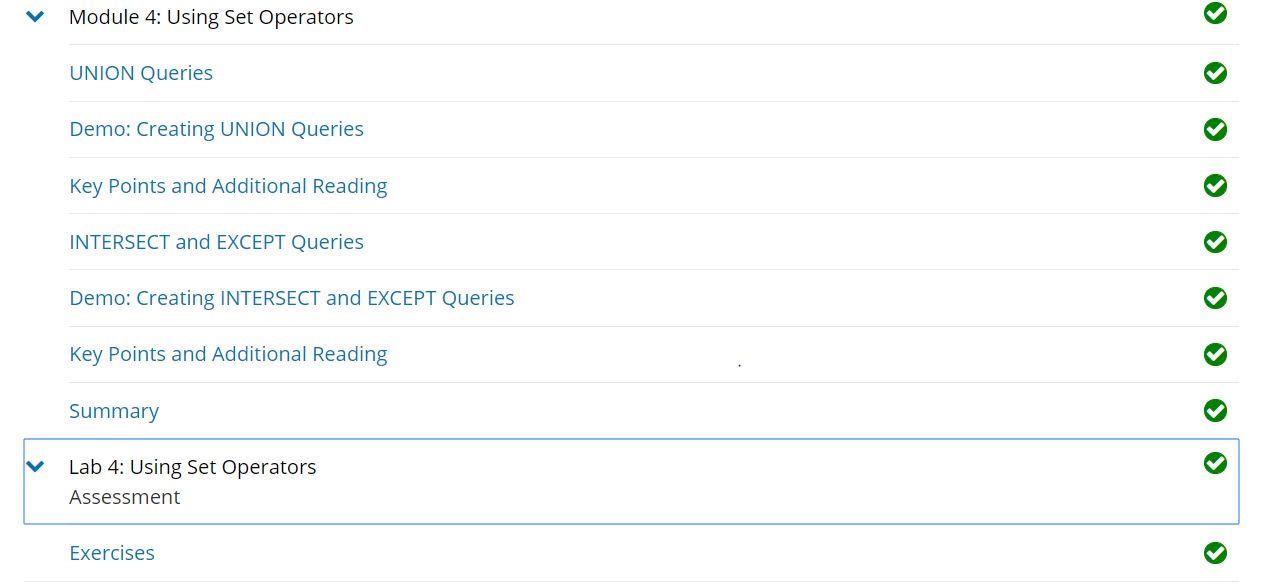 Module 4: Using Set Operators
UNION Queries
Demo: Creating UNION Queries
Key Points and Additional Reading
INTERSECT and EXCEPT Queries
Demo: Creating INTERSECT and EXCEPT Queries
Key Points and Additional Reading
Summary
Lab 4: Using Set Operators
Assessment
Exercises